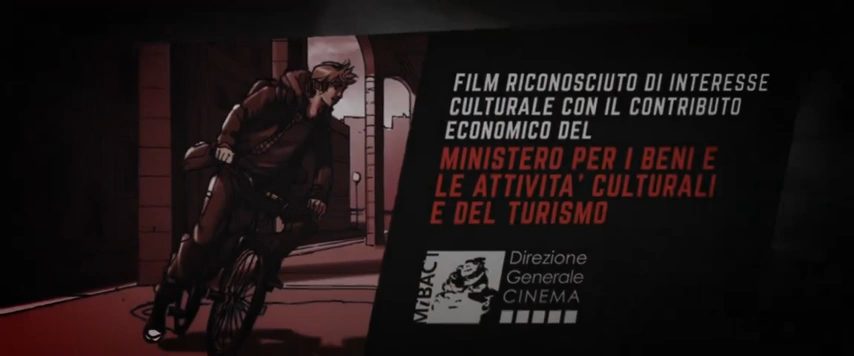 FILM RICONOSCIUTO DI INTERESSE
CULTURALE CON IL CONTRIBUTO
ECONOMICO DEL
MINISTERO PER I BENI E
LE ATTIVITA' CULTURALI
E DEL TURISMO
MiBACT
Direzione
Generale
CINEMA